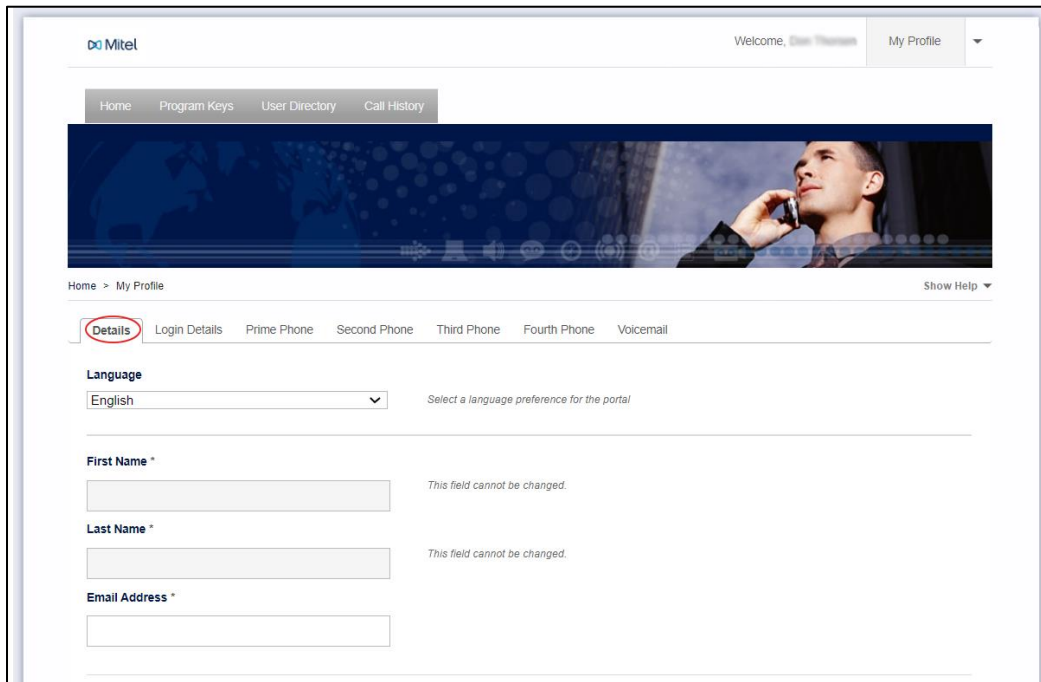 Mitel
Welcome,
My Profile
Home Program Keys User Directory Call History
Home > My Profile
Show Help
Details Login Details Prime Phone Second Phone Third Phone Fourth Phone Voicemail
Language
English
Select a language preference for the portal
First Name *
This field cannot be changed.
Last Name *
This field cannot be changed.
Email Address *